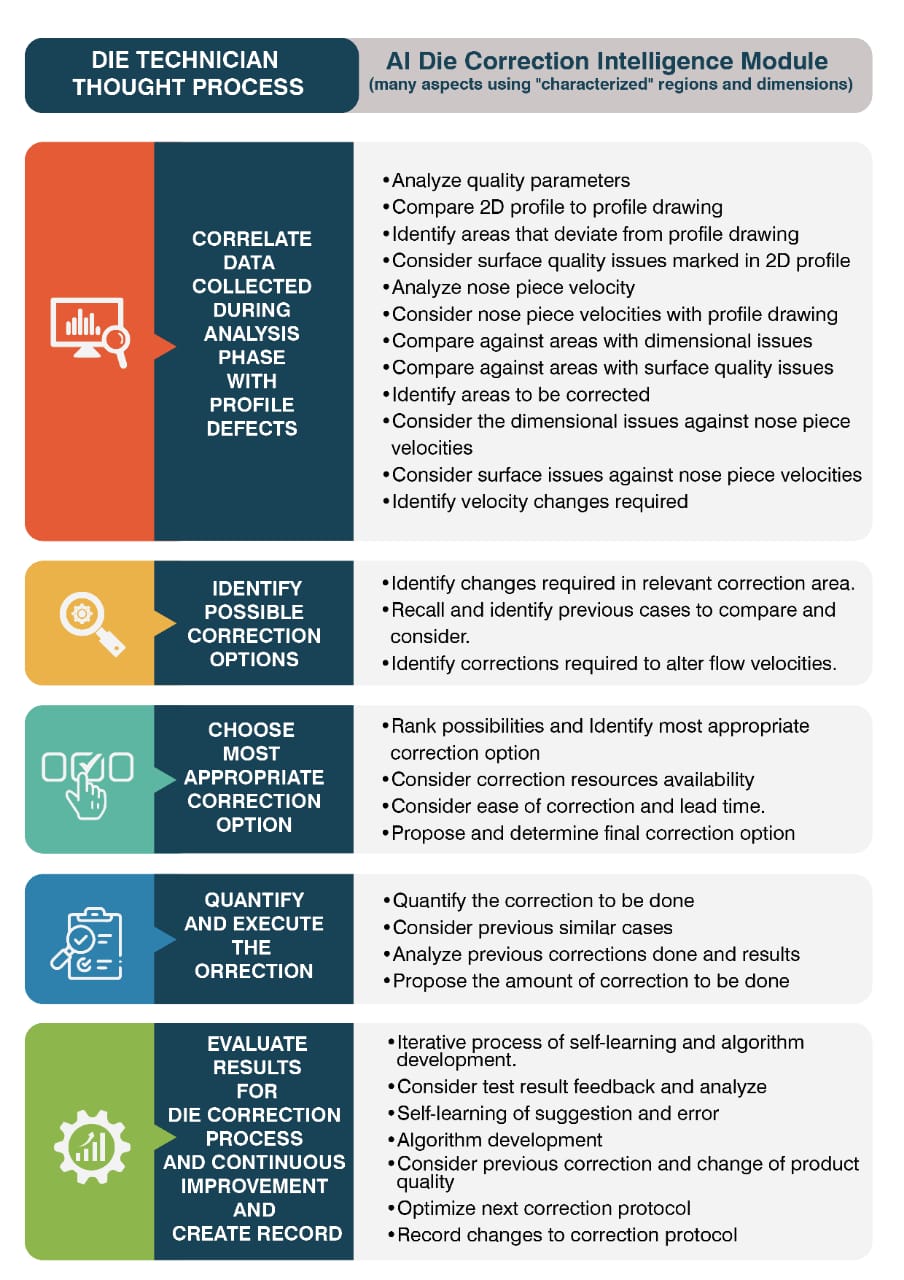 DIE TECHNICIAN
THOUGHT PROCESS
AI Die Correction Intelligence Module
(many aspects using "characterized" regions and dimensions)
CORRELATE
DATA
COLLECTED
DURING
ANALYSIS
PHASE
WITH
PROFILE
DEFECTS
•Analyze quality parameters
•Compare 2D profile to profile drawing
•Identify areas that deviate from profile drawing
•Consider surface quality issues marked in 2D profile
•Analyze nose piece velocity
•Consider nose piece velocities with profile drawing
•Compare against areas with dimensional issues
•Compare against areas with surface quality issues
•Identify areas to be corrected
•Consider the dimensional issues against nose piece
velocities
•Consider surface issues against nose piece velocities
•Identify velocity changes required
IDENTIFY
POSSIBLE
CORRECTION
OPTIONS
•Identify changes required in relevant correction area.
•Recall and identify previous cases to compare and
consider.
•Identify corrections required to alter flow velocities.
CHOOSE
MOST
APPROPRIATE
CORRECTION
OPTION
•Rank possibilities and Identify most appropriate
correction option
•Consider correction resources availability
•Consider ease of correction and lead time.
•Propose and determine final correction option
QUANTIFY
AND EXECUTE
THE
ORRECTION
•Quantify the correction to be done
•Consider previous similar cases
•Analyze previous corrections done and results
•Propose the amount of correction to be done
EVALUATE
RESULTS
FOR
DIE CORRECTION
PROCESS
AND CONTINUOUS
IMPROVEMENT
AND
CREATE RECORD
•Iterative process of self-learning and algorithm
development.
•Consider test result feedback and analyze
•Self-learning of suggestion and error
•Algorithm development
•Consider previous correction and change of product
quality
•Optimize next correction protocol
•Record changes to correction protocol